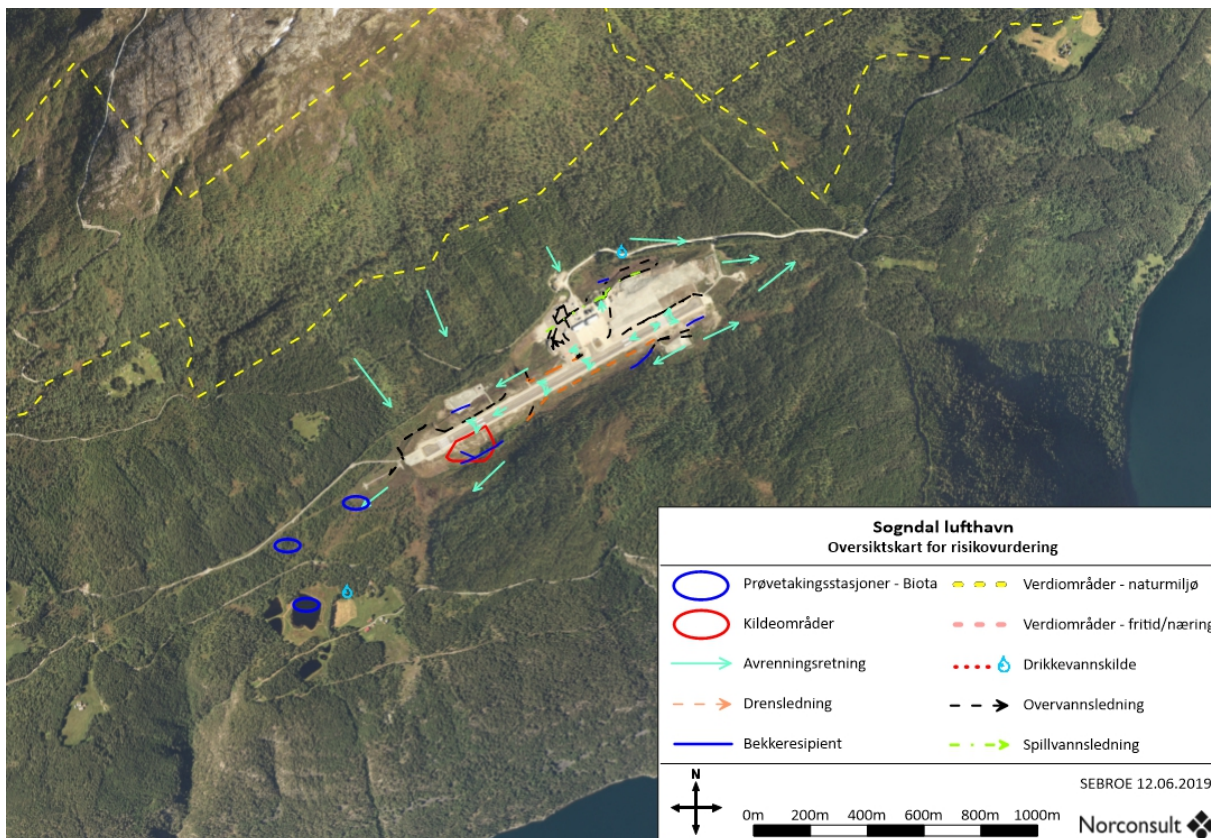 Sogndal lufthavn
Oversiktskart for risikovurdering
Prøvetakingsstasjoner - Biota
Verdiområder - naturmiljø
Kildeområder
Verdiområder - fritid/næring
Avrenningsretning
Drikkevannskilde
Drensledning
Overvannsledning
Bekkeresipient
Spillvannsledning
N
SEBROE 12.06.2019
0m 200m 400m 600m 800m 1000m
Norconsult